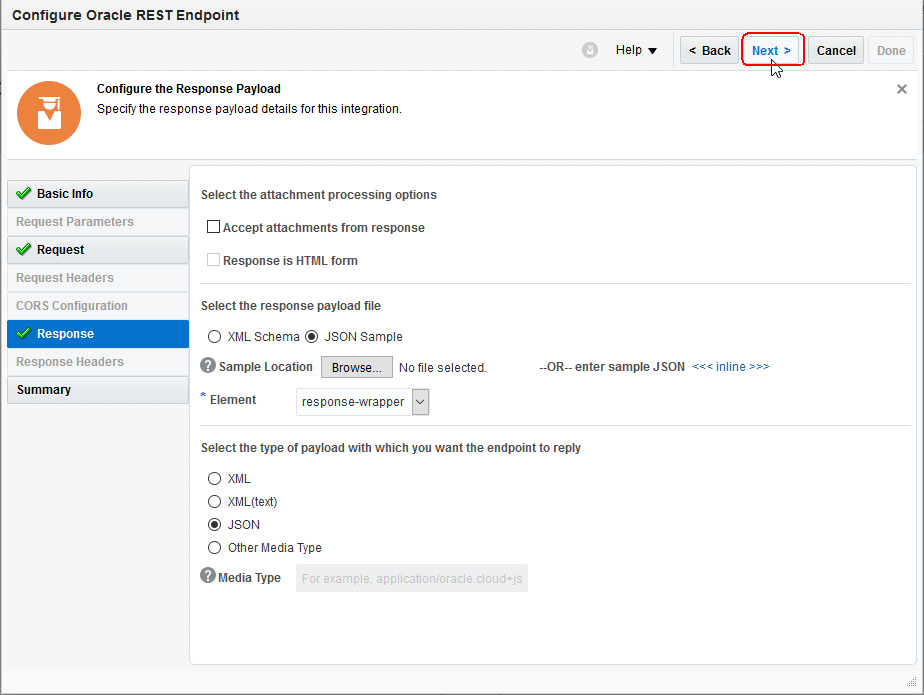 Configure Oracle REST Endpoint
Help
< Back
Next >
Cancel
Done
Configure the Response Payload
Specify the response payload details for this integration.
Basic Info
Request Parameters
Request
Request Headers
CORS Configuration
Response
Response Headers
Summary
Select the attachment processing options
Accept attachments from response
Response is HTML form
Select the response payload file
XML Schema JSON Sample
? Sample Location Browse... No file selected. --OR-- enter sample JSON <<< inline >>>
* Element response-wrapper
Select the type of payload with which you want the endpoint to reply
XML
XML(text)
JSON
Other Media Type
? Media Type For example, application/oracle.cloud+js